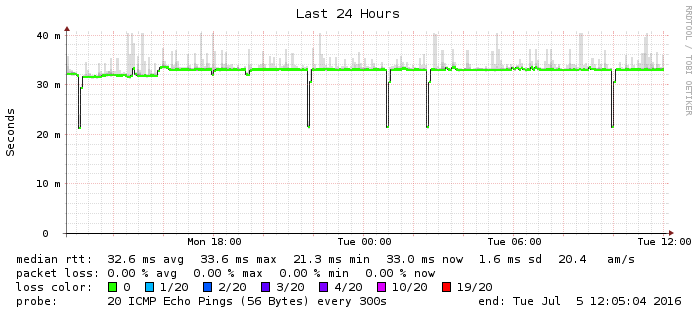 Last 24 Hours
RRDTOOL / TOBI OETIKER
Seconds
40 m
30 m
20 m
10 m
0
Mon 18:00 Tue 00:00 Tue 06:00 Tue 12:00
median rtt: 32.6 ms avg 33.6 ms max 21.3 ms min 33.0 ms now 1.6 ms sd 20.4 am/s
packet loss: 0.00 % avg 0.00 % max 0.00 % min 0.00 % now
loss color: 0 1/20 2/20 3/20 4/20 10/20 19/20
probe: 20 ICMP Echo Pings (56 Bytes) every 300s end: Tue Jul 5 12:05:04 2016